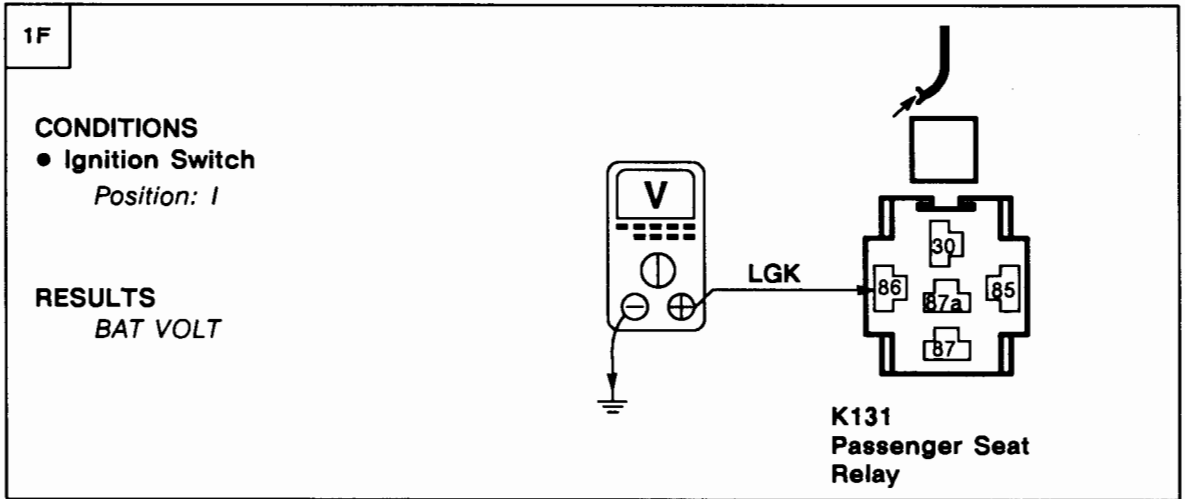 1F
CONDITIONS
● Ignition Switch
Position: I
RESULTS
BAT VOLT
V
LGK
30
86
87a
85
87
K131
Passenger Seat
Relay